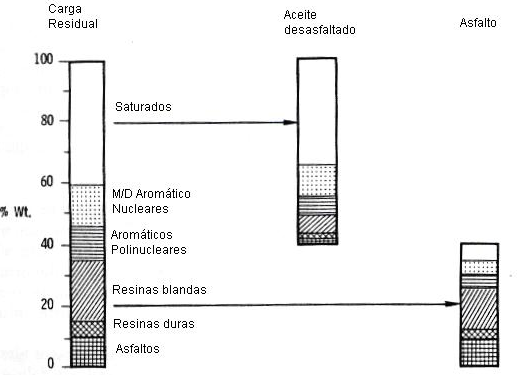 Carga
Residual
Aceite
desasfaltado
Asfalto
100
80
60
% Wt.
40
20
0
Saturados
M/D Aromático
Nucleares
Aromáticos
Polinucleares
Resinas blandas
Resinas duras
Asfaltos